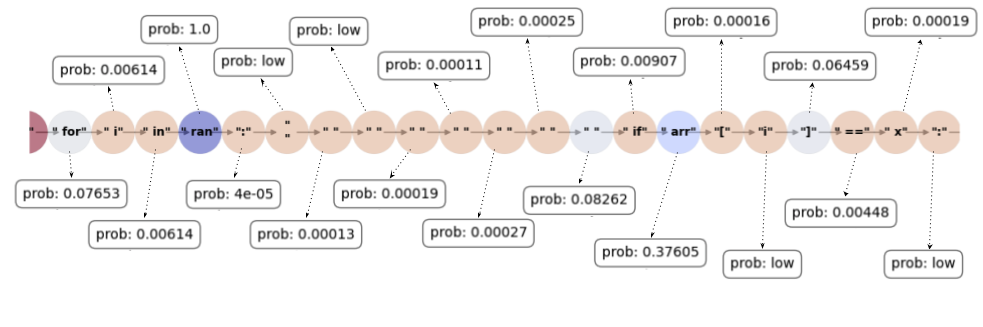 prob: 1.0
prob: low
prob: 0.00025
prob: 0.00016
prob: 0.00019
prob: 0.00614
prob: low
prob: 0.00011
prob: 0.00907
prob: 0.06459
" " for" " i" " in" " ran" ":" "
" " " " " " " " " " " " " " " " if" " arr" "[" "i" "]" " ==" " x" ":"
prob: 0.07653
prob: 4e-05
prob: 0.00019
prob: 0.08262
prob: 0.00448
prob: 0.00614
prob: 0.00013
prob: 0.00027
prob: 0.37605
prob: low
prob: low